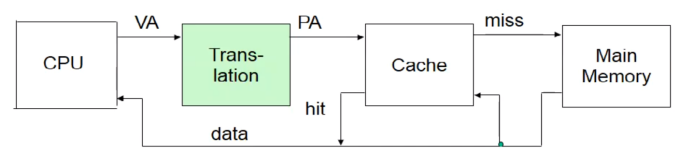 VA
PA
miss
CPU
Trans-
lation
Cache
Main
Memory
hit
data